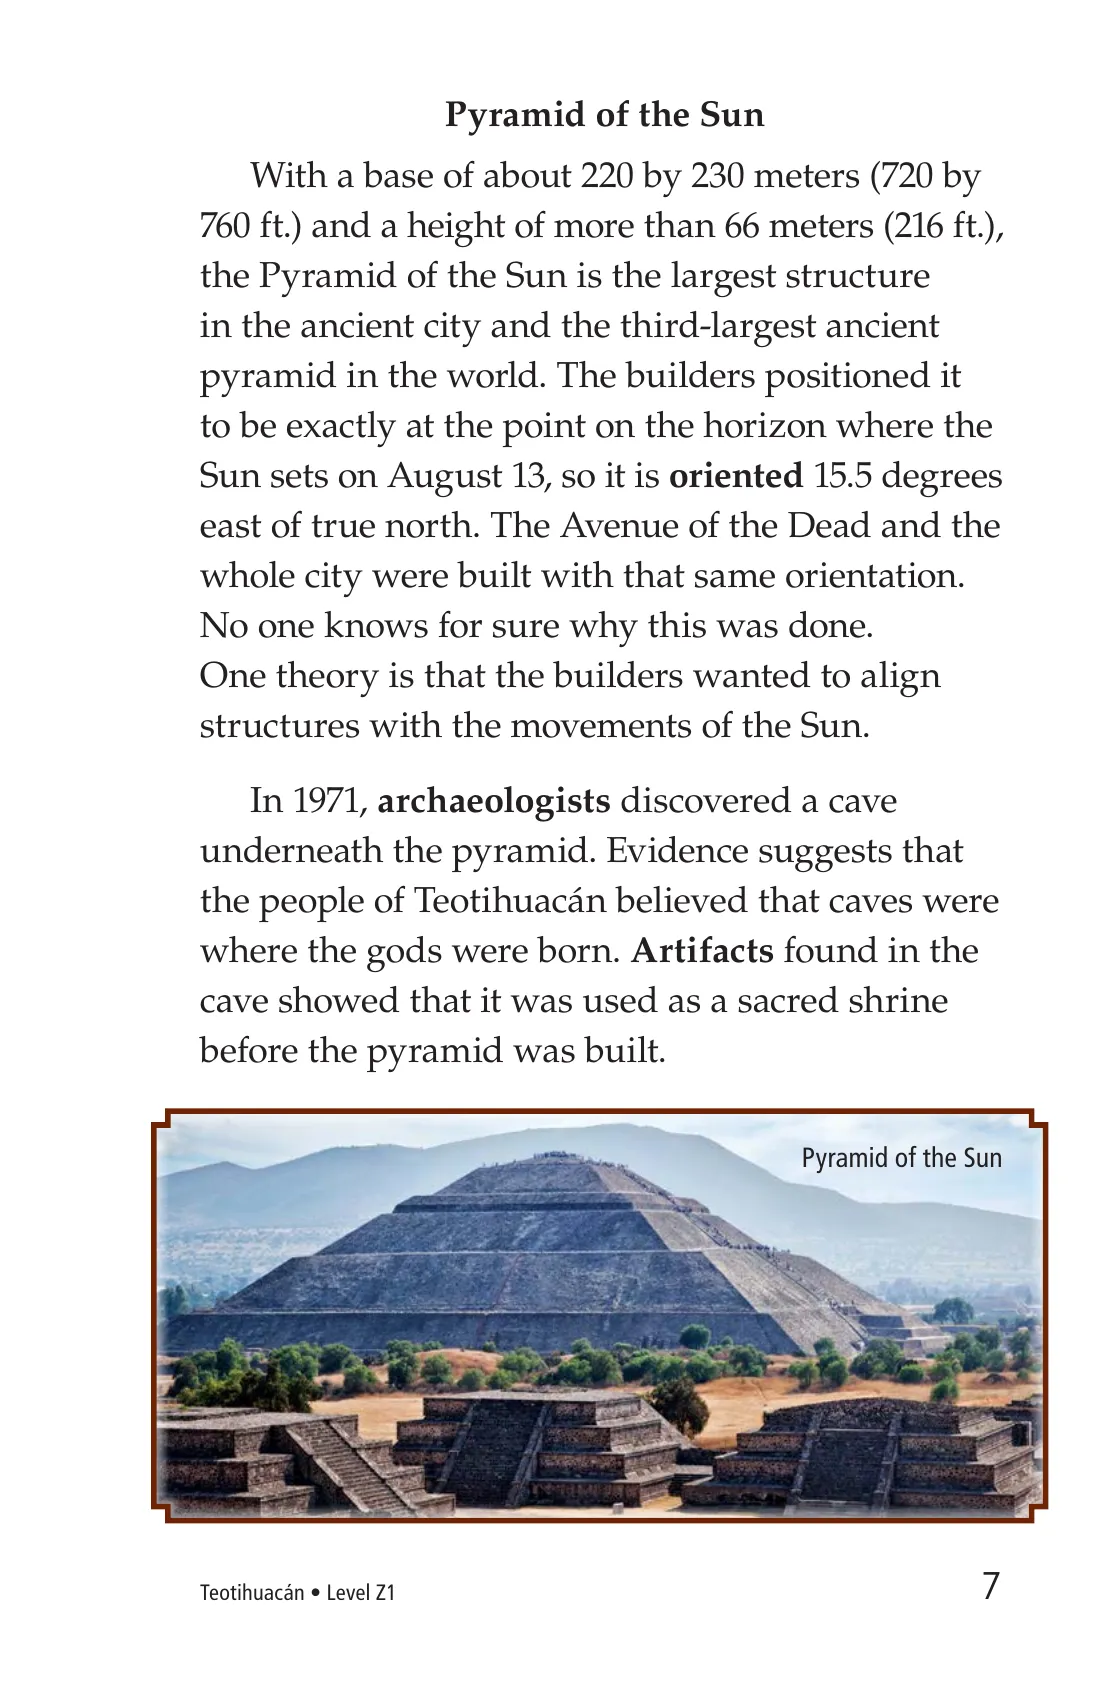 Pyramid of the Sun
With a base of about 220 by 230 meters (720 by
760 ft.) and a height of more than 66 meters (216 ft.),
the Pyramid of the Sun is the largest structure
in the ancient city and the third-largest ancient
pyramid in the world. The builders positioned it
to be exactly at the point on the horizon where the
Sun sets on August 13, so it is oriented 15.5 degrees
east of true north. The Avenue of the Dead and the
whole city were built with that same orientation.
No one knows for sure why this was done.
One theory is that the builders wanted to align
structures with the movements of the Sun.
In 1971, archaeologists discovered a cave
underneath the pyramid. Evidence suggests that
the people of Teotihuacán believed that caves were
where the gods were born. Artifacts found in the
cave showed that it was used as a sacred shrine
before the pyramid was built.
Pyramid of the Sun
Teotihuacán • Level Z1
7